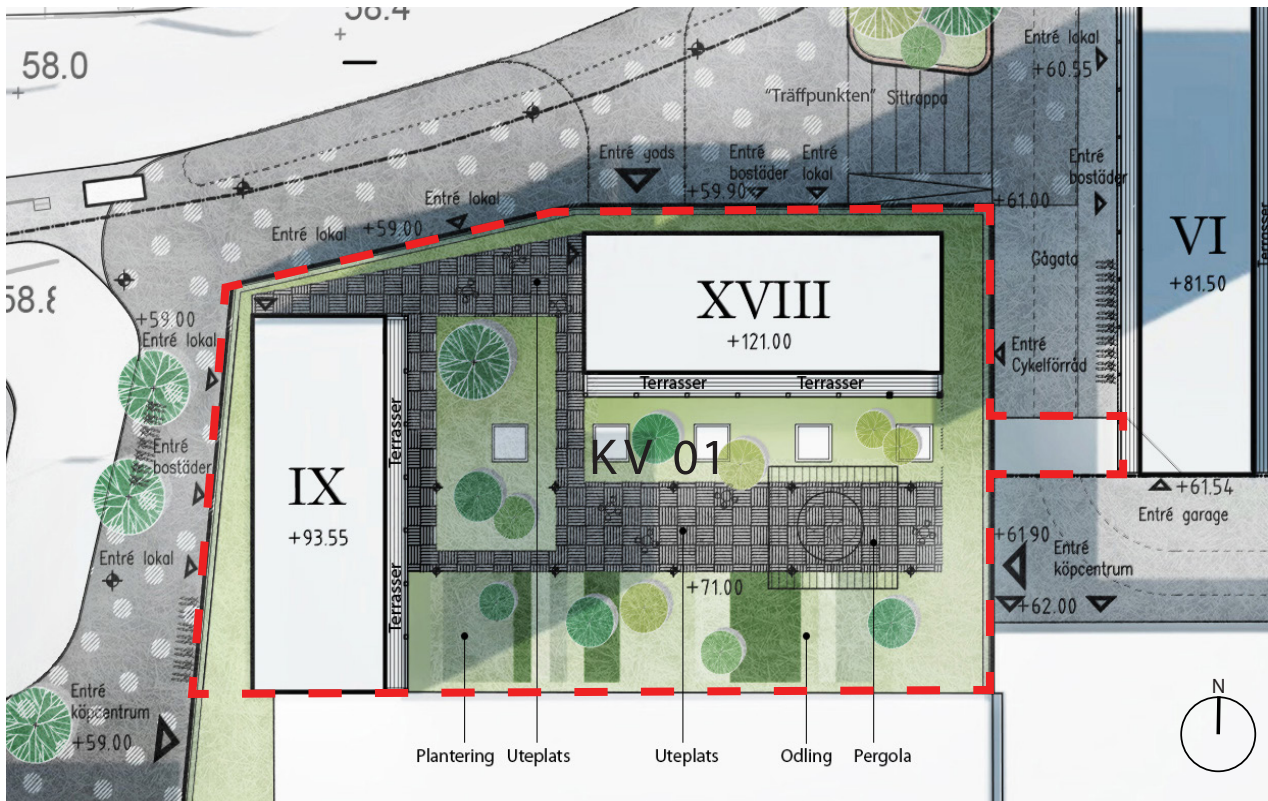 58.4
58.0
58.8
"Träffpunkten"
Sittrappa
Entré lokal
+60.55
Entré gods
Entré
bostäder
Entré
lokal
+59.90
Entré
bostäder
+61.00
Entré lokal
Entré lokal
+59.00
VI
+81.50
Terrasser
Gågata
XVIII
+121.00
+59.00
Entré lokal
Entré
Cykelförråd
Terrasser
Terrasser
Terrasser
KV 01
Entré
bostäder
IX
+93.55
+61.54
Entré garage
Entré lokal
+61.90
Entré
köpcentrum
Terrasser
+71.00
+62.00
Entré
köpcentrum
+59.00
Plantering
Uteplats
Uteplats
Odling
Pergola
N